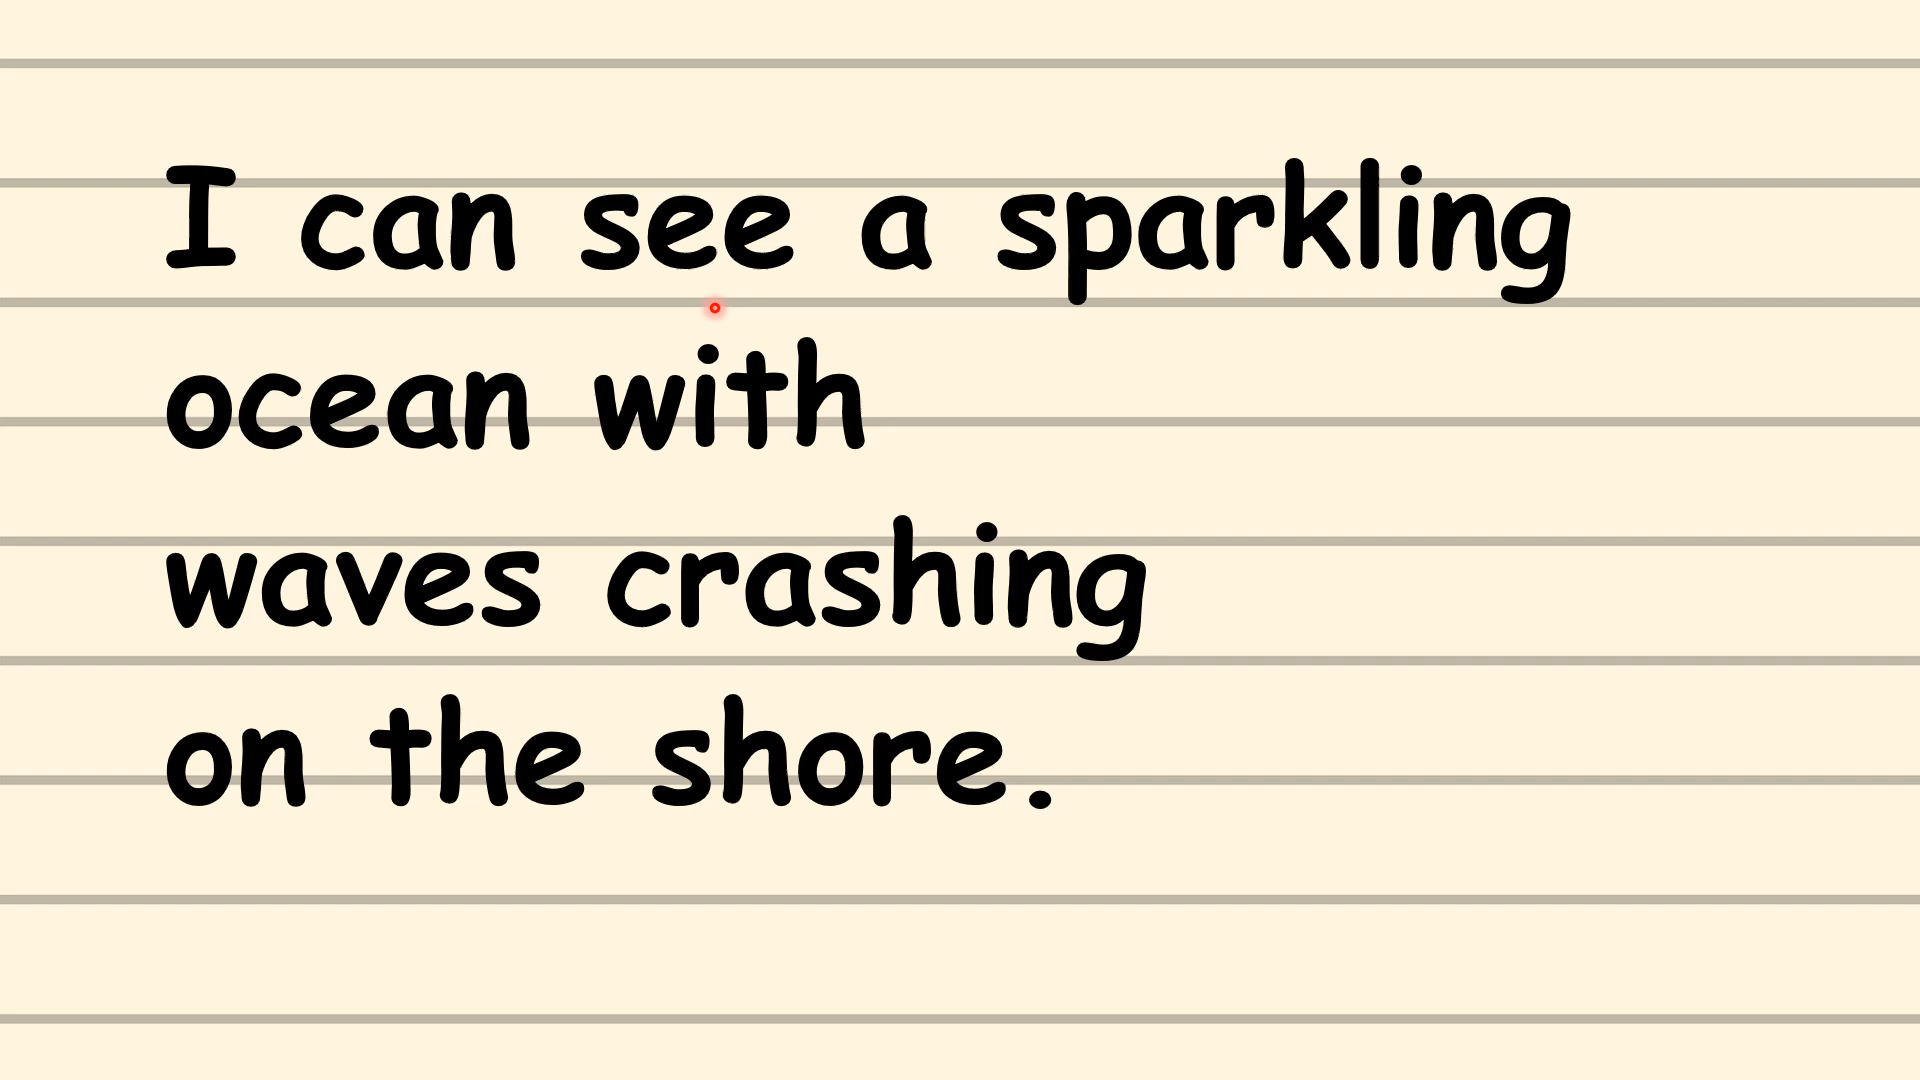 I can see a sparkling
ocean with
waves crashing
on the shore.